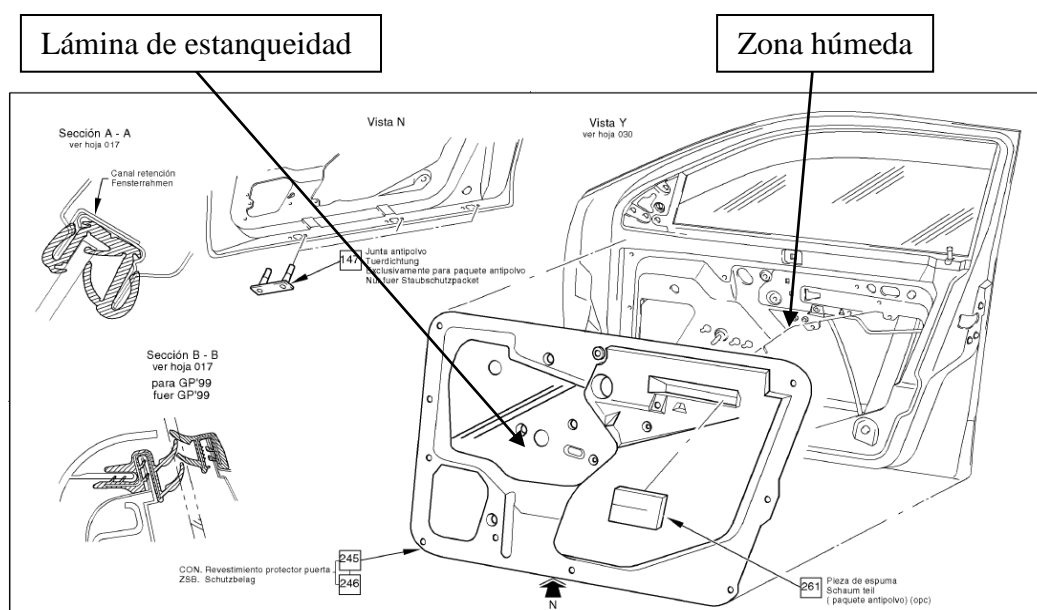 Lámina de estanqueidad
Zona húmeda
Sección A - A
ver hoja 017
Canal retención
Fensterrahmen
Vista N
Vista Y
ver hoja 030
147
Junta antipolvo
Tuerdichtung
Exclusivamente para paquete antipolvo
Nur fuer Staubschutzpacket
Sección B - B
ver hoja 017
para GP'99
fuer GP'99
CON. Revestimiento protector puerta
ZSB. Schutzbelag
245
246
N
261
Pieza de espuma
Schaum teil
( paquete antipolvo) (opc)